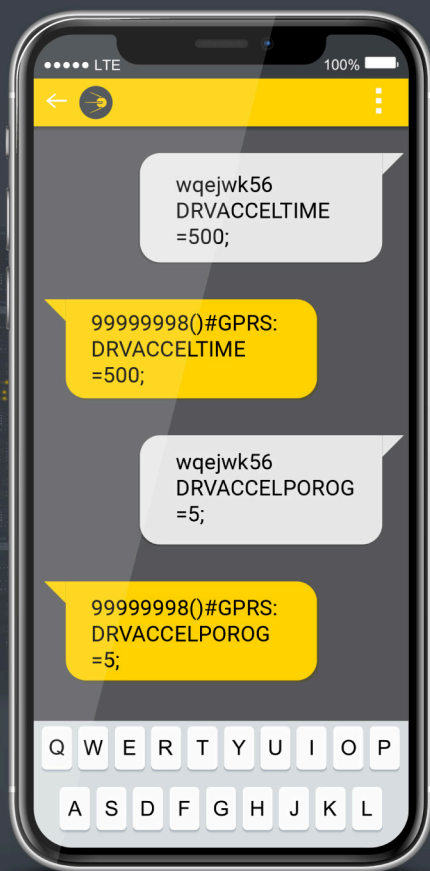 LTE
100%
wqejwk56
DRVACCELTIME
=500;
99999998()#GPRS:
DRVACCELTIME
=500;
wqejwk56
DRVACCELPOROG
=5;
99999998()#GPRS:
DRVACCELPOROG
=5;
Q W E R T Y U I O P
A S D F G H J K L